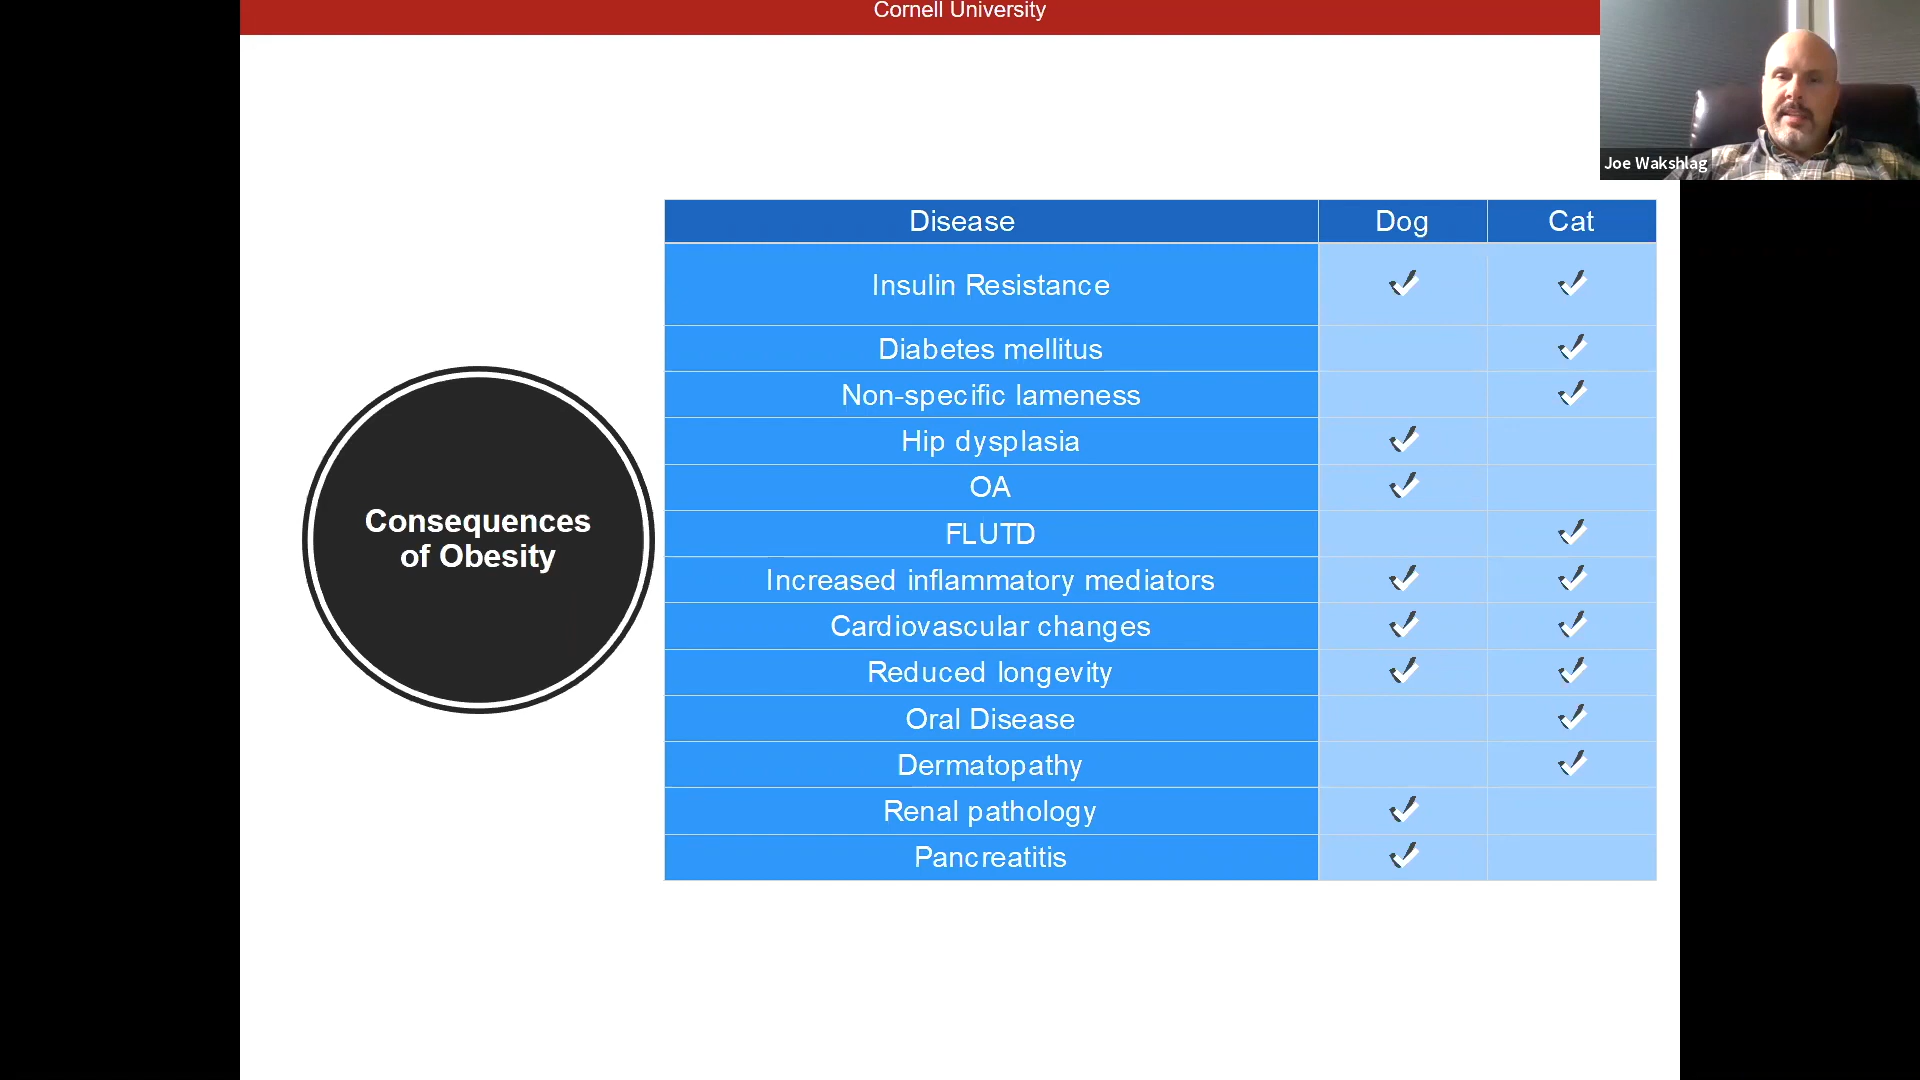 Cornell University
Joe Wakshlag
Consequences
of Obesity
Disease Dog Cat
Insulin Resistance ✓ ✓
Diabetes mellitus ✓
Non-specific lameness ✓
Hip dysplasia ✓
OA ✓
FLUTD ✓
Increased inflammatory mediators ✓ ✓
Cardiovascular changes ✓ ✓
Reduced longevity ✓ ✓
Oral Disease ✓
Dermatopathy ✓
Renal pathology ✓
Pancreatitis ✓